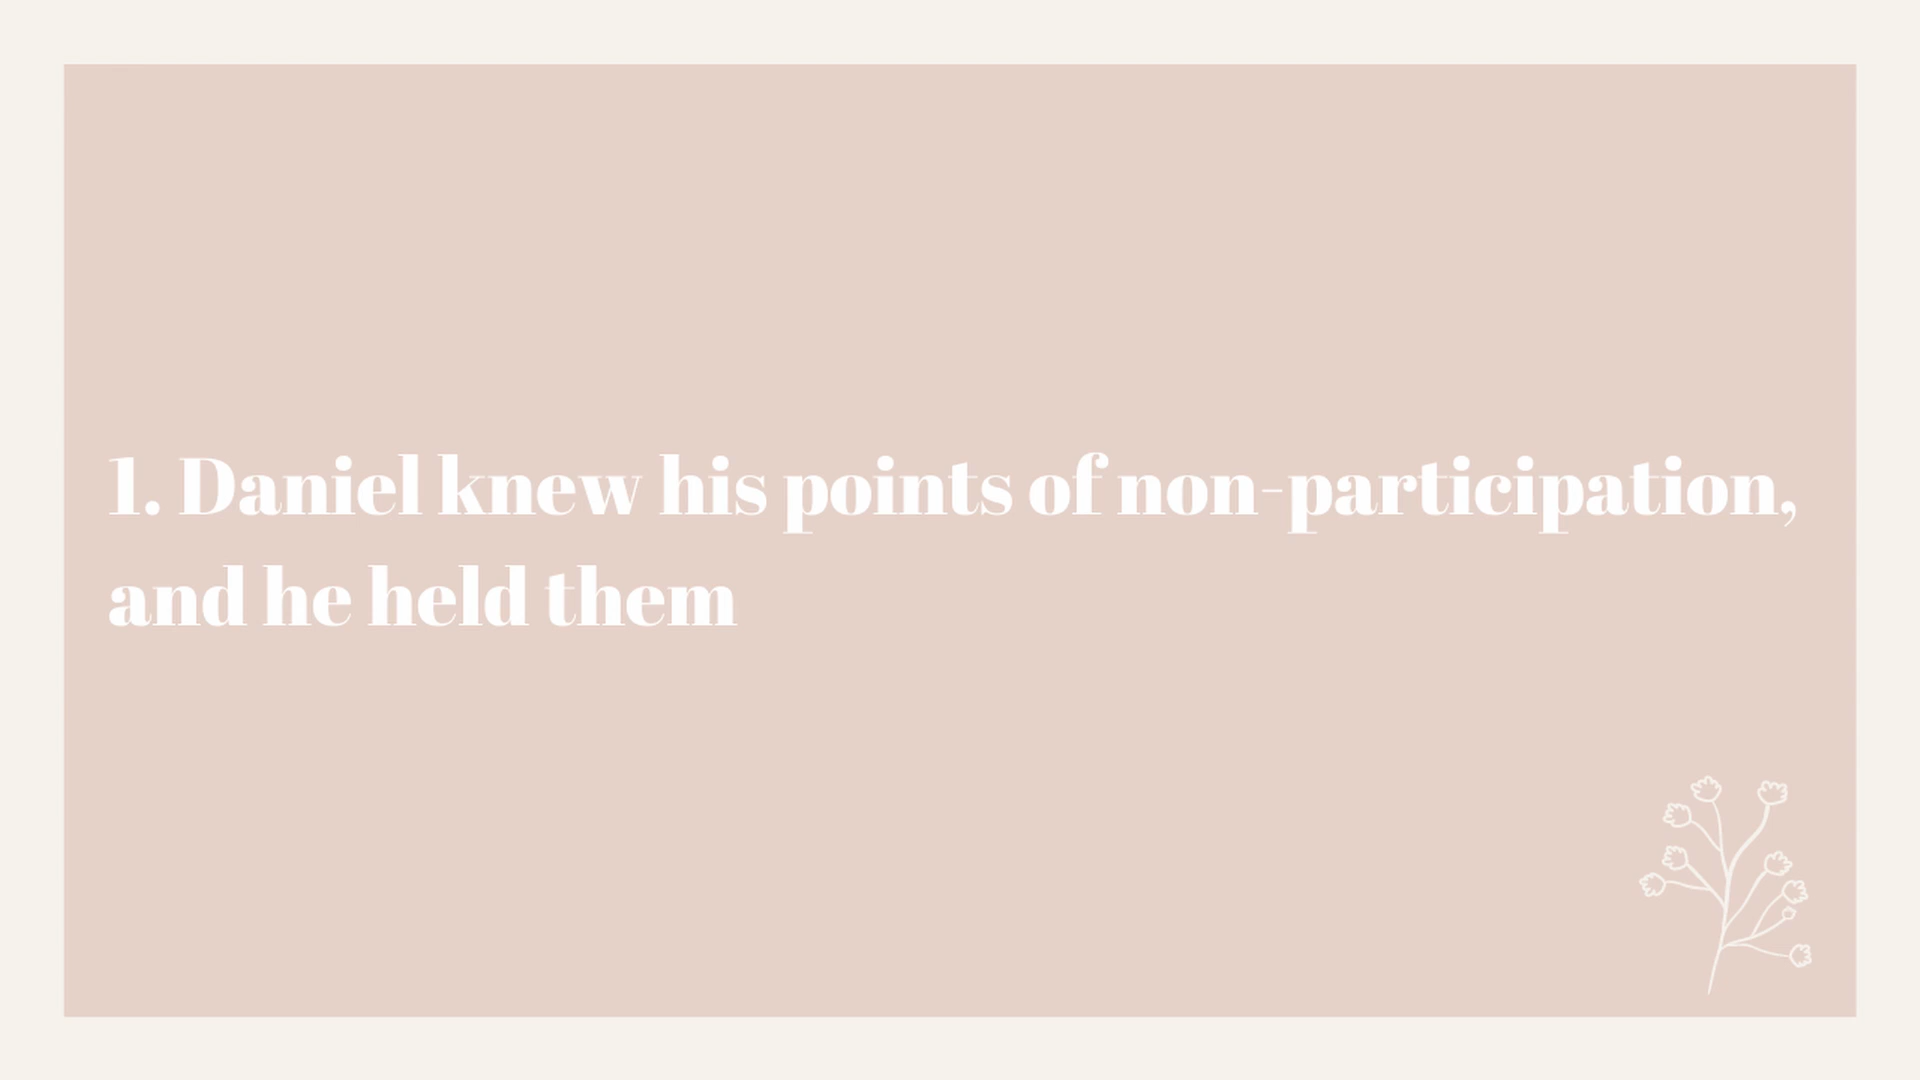 1. Daniel knew his points of non-participation,
and he held them